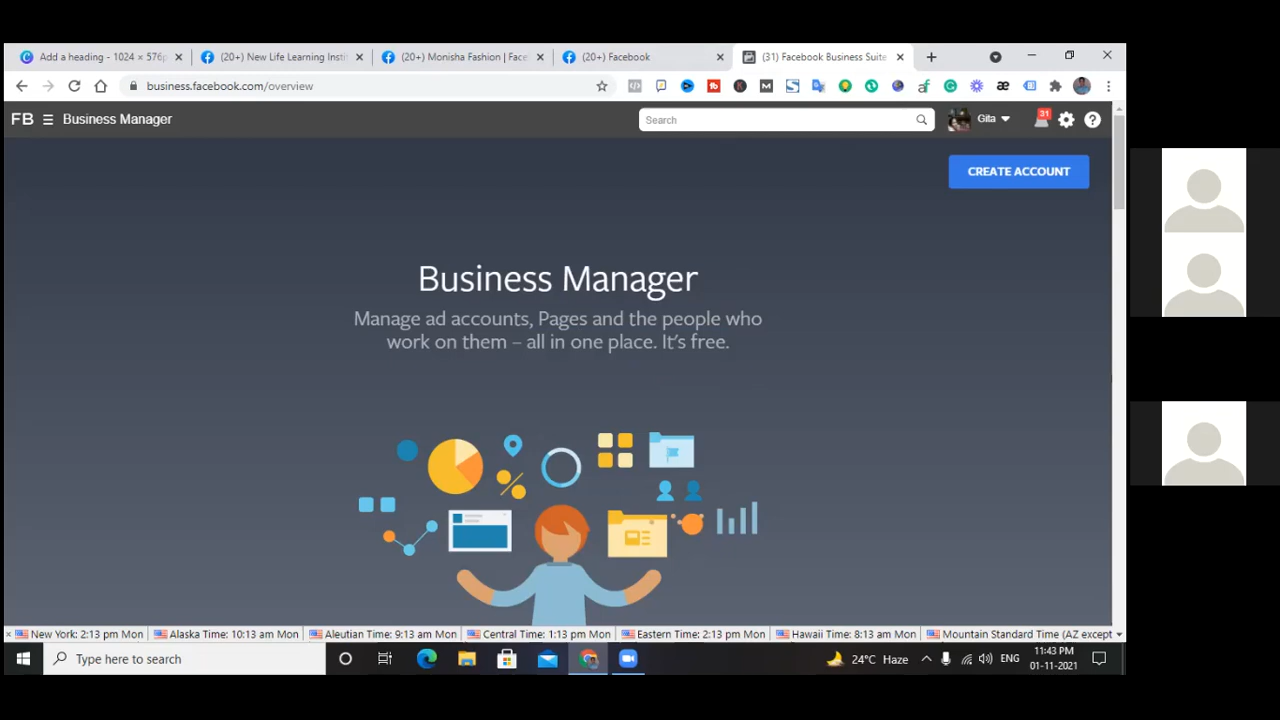 Add a heading - 1024 × 576p
(20+) New Life Learning Insti
(20+) Monisha Fashion | Face
(20+) Facebook
(31) Facebook Business Suite
business.facebook.com/overview
FB Business Manager
Search
Gita
31
CREATE ACCOUNT
Business Manager
Manage ad accounts, Pages and the people who
work on them – all in one place. It's free.
New York: 2:13 pm Mon Alaska Time: 10:13 am Mon Aleutian Time: 9:13 am Mon Central Time: 1:13 pm Mon Eastern Time: 2:13 pm Mon Hawaii Time: 8:13 am Mon Mountain Standard Time (AZ except
Type here to search
24°C Haze
ENG
11:43 PM
01-11-2021